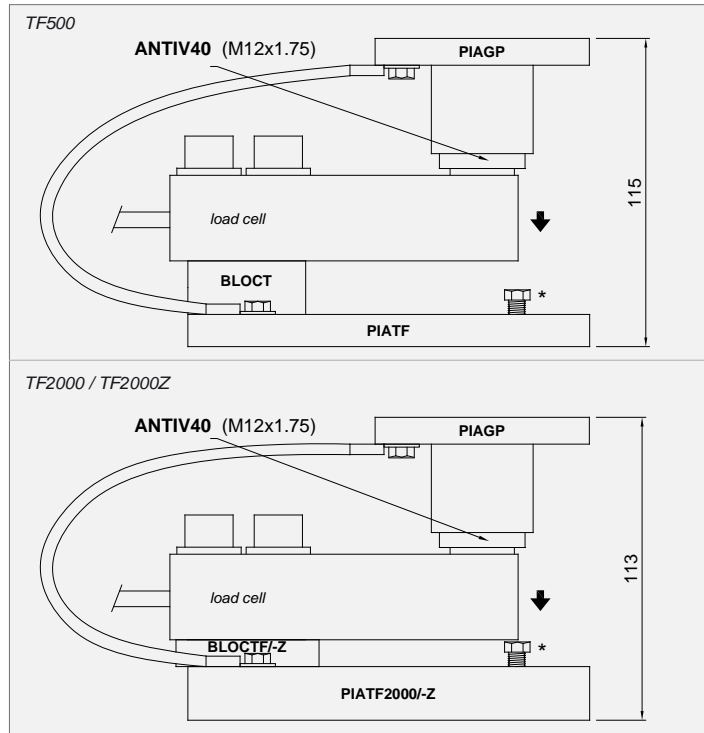 TF500
ANTIV40 (M12x1.75)
PIAGP
load cell
115
BLOCT
*
PIATF
TF2000 / TF2000Z
ANTIV40 (M12x1.75)
PIAGP
load cell
113
BLOCTF/-Z
*
PIATF2000/-Z